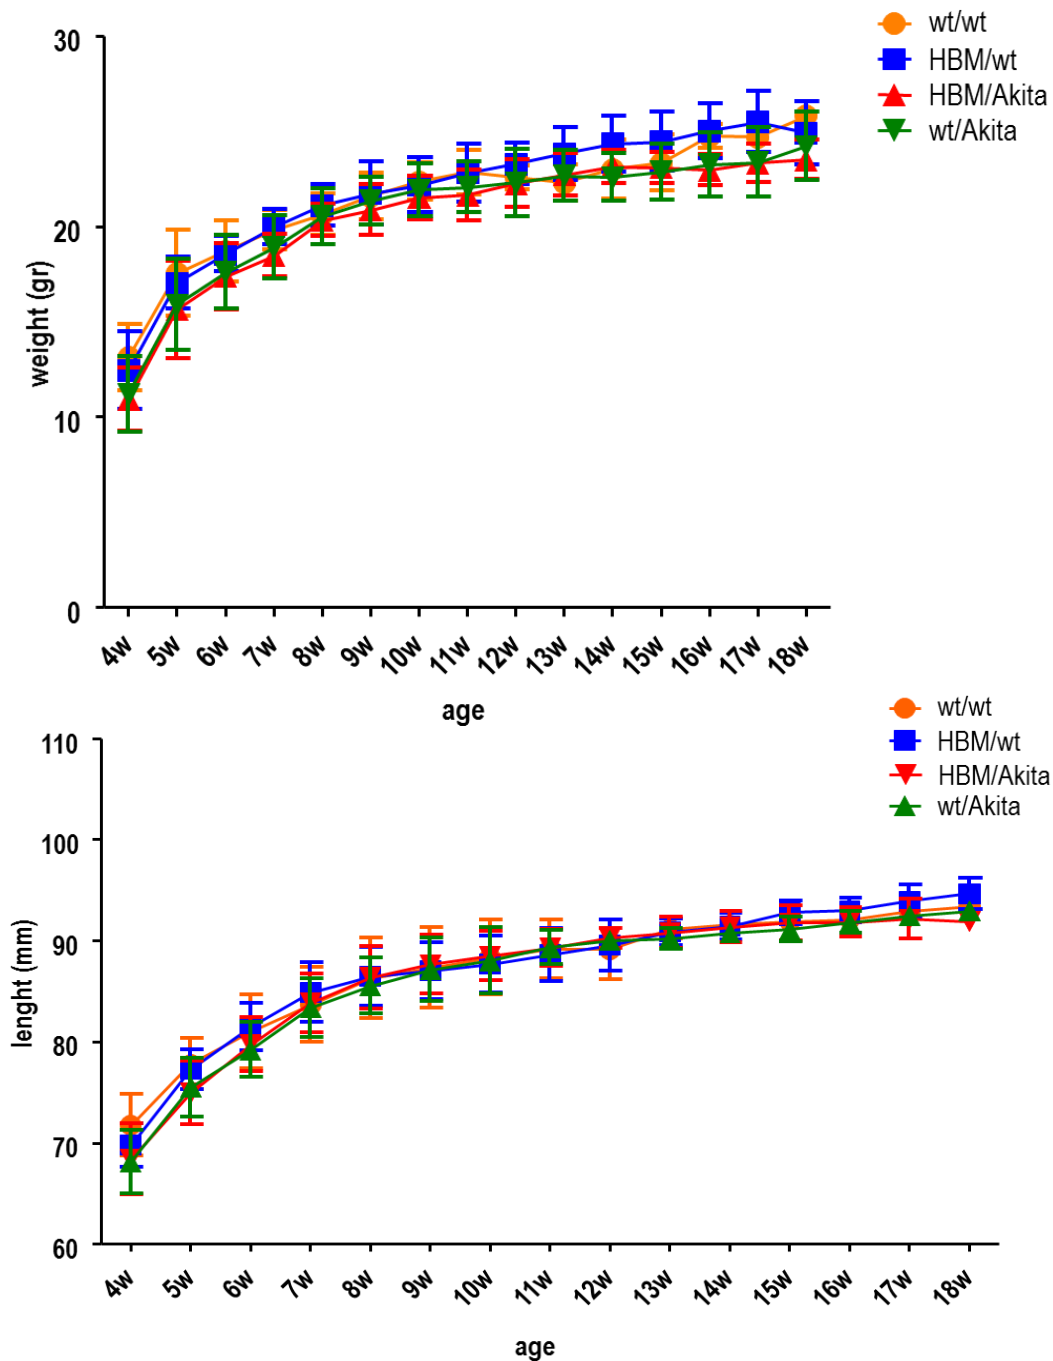 wt/wt
HBM/wt
HBM/Akita
wt/Akita
30
20
10
0
weight (gr)
4w 5w 6w 7w 8w 9w 10w 11w 12w 13w 14w 15w 16w 17w 18w
age
wt/wt
HBM/wt
HBM/Akita
wt/Akita
110
100
90
80
70
60
lenght (mm)
4w 5w 6w 7w 8w 9w 10w 11w 12w 13w 14w 15w 16w 17w 18w
age